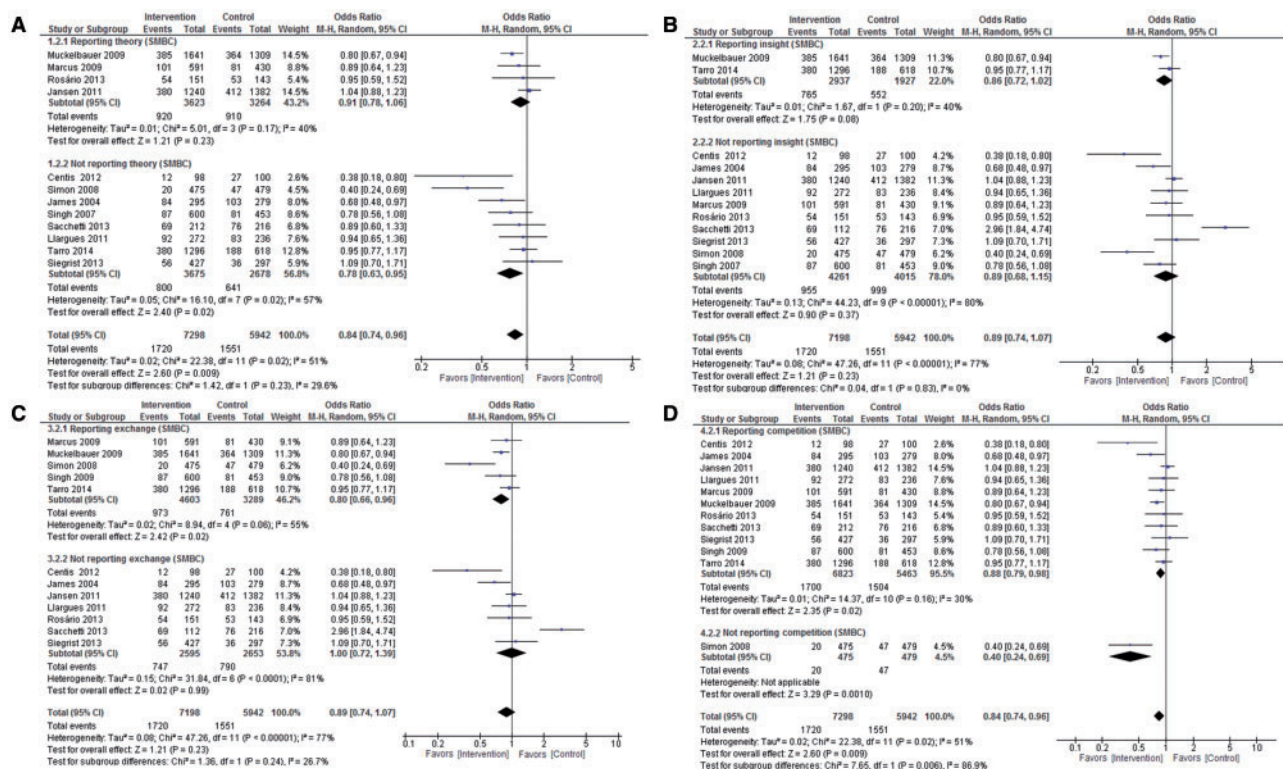 A
Intervention Control Odds Ratio Odds Ratio
Study or Subgroup Events Total Events Total Weight M-H, Random, 95% CI M-H, Random, 95% CI
1.2.1 Reporting theory (SMBC)
Muckelbauer 2009 385 1641 364 1309 14.5% 0.80 [0.67, 0.94]
Marcus 2009 101 591 81 430 8.2% 0.89 [0.64, 1.23]
Rosário 2013 54 151 53 143 5.3% 0.95 [0.59, 1.52]
Jansen 2011 380 1240 412 1382 14.8% 1.04 [0.88, 1.23]
Subtotal (95% CI) 3623 3264 43.2% 0.91 [0.78, 1.06]
Total events 920 910
Heterogeneity: Tau² = 0.01; Chi² = 5.01, df = 3 (P = 0.17); I² = 40%
Test for overall effect: Z = 1.21 (P = 0.23)
1.2.2 Not reporting theory (SMBC)
Centis 2012 12 98 27 100 2.6% 0.38 [0.18, 0.80]
Simon 2008 20 475 47 479 4.5% 0.40 [0.24, 0.69]
James 2004 84 295 103 279 7.4% 0.68 [0.48, 0.97]
Singh 2007 87 600 81 453 8.1% 0.78 [0.56, 1.08]
Sacchetti 2013 69 212 76 216 6.4% 0.89 [0.60, 1.33]
Llargues 2011 92 272 83 236 7.0% 0.94 [0.65, 1.36]
Tarro 2014 380 1296 188 618 12.2% 0.95 [0.77, 1.17]
Siegrist 2013 56 427 36 297 5.7% 1.09 [0.70, 1.71]
Subtotal (95% CI) 3675 2678 56.8% 0.78 [0.63, 0.95]
Total events 800 641
Heterogeneity: Tau² = 0.05; Chi² = 16.10, df = 7 (P = 0.02); I² = 57%
Test for overall effect: Z = 2.40 (P = 0.02)
Total (95% CI) 7298 5942 100.0% 0.84 [0.74, 0.96]
Total events 1720 1551
Heterogeneity: Tau² = 0.02; Chi² = 22.38, df = 11 (P = 0.02); I² = 51%
Test for overall effect: Z = 2.60 (P = 0.009)
Test for subgroup differences: Chi² = 1.42, df = 1 (P = 0.23), I² = 29.6%
0.2 0.5 1 2 5
Favors [Intervention] Favors [Control]
B
Intervention Control Odds Ratio Odds Ratio
Study or Subgroup Events Total Events Total Weight M-H, Random, 95% CI M-H, Random, 95% CI
2.2.1 Reporting insight (SMBC)
Muckelbauer 2009 385 1641 364 1309 11.3% 0.80 [0.67, 0.94]
Tarro 2014 380 1296 188 618 10.7% 0.95 [0.77, 1.17]
Subtotal (95% CI) 2937 1927 22.0% 0.86 [0.72, 1.02]
Total events 765 552
Heterogeneity: Tau² = 0.01; Chi² = 1.67, df = 1 (P = 0.20); I² = 40%
Test for overall effect: Z = 1.75 (P = 0.08)
2.2.2 Not reporting insight (SMBC)
Centis 2012 12 98 27 100 4.2% 0.38 [0.18, 0.80]
James 2004 84 295 103 279 8.5% 0.68 [0.48, 0.97]
Jansen 2011 380 1240 412 1382 11.3% 1.04 [0.88, 1.23]
Llargues 2011 92 272 83 236 8.3% 0.94 [0.65, 1.36]
Marcus 2009 101 591 81 430 8.9% 0.89 [0.64, 1.23]
Rosário 2013 54 151 53 143 7.0% 0.95 [0.59, 1.52]
Sacchetti 2013 69 112 76 216 7.0% 2.96 [1.84, 4.74]
Siegrist 2013 56 427 36 297 7.3% 1.09 [0.70, 1.71]
Simon 2008 20 475 47 479 6.4% 0.40 [0.24, 0.69]
Singh 2007 87 600 81 453 8.9% 0.78 [0.56, 1.08]
Subtotal (95% CI) 4261 4015 78.0% 0.89 [0.68, 1.15]
Total events 955 999
Heterogeneity: Tau² = 0.13; Chi² = 44.23, df = 9 (P < 0.00001); I² = 80%
Test for overall effect: Z = 0.90 (P = 0.37)
Total (95% CI) 7198 5942 100.0% 0.89 [0.74, 1.07]
Total events 1720 1551
Heterogeneity: Tau² = 0.08; Chi² = 47.26, df = 11 (P < 0.00001); I² = 77%
Test for overall effect: Z = 1.21 (P = 0.23)
Test for subgroup differences: Chi² = 0.04, df = 1 (P = 0.83), I² = 0%
0.2 0.5 1 2 5
Favors [Intervention] Favors [Control]
C
Intervention Control Odds Ratio Odds Ratio
Study or Subgroup Events Total Events Total Weight M-H, Random, 95% CI M-H, Random, 95% CI
3.2.1 Reporting exchange (SMBC)
Marcus 2009 101 591 81 430 9.1% 0.89 [0.64, 1.23]
Muckelbauer 2009 385 1641 364 1309 11.2% 0.80 [0.67, 0.94]
Simon 2008 20 475 47 479 6.4% 0.40 [0.24, 0.69]
Singh 2009 87 600 81 453 8.9% 0.78 [0.56, 1.08]
Tarro 2014 380 1296 188 618 10.7% 0.95 [0.77, 1.17]
Subtotal (95% CI) 4603 3289 46.2% 0.80 [0.66, 0.96]
Total events 973 761
Heterogeneity: Tau² = 0.02; Chi² = 8.94, df = 4 (P = 0.06); I² = 55%
Test for overall effect: Z = 2.42 (P = 0.02)
3.2.2 Not reporting exchange (SMBC)
Centis 2012 12 98 27 100 4.2% 0.38 [0.18, 0.80]
James 2004 84 295 103 279 8.5% 0.68 [0.48, 0.97]
Jansen 2011 380 1240 412 1382 11.3% 1.04 [0.88, 1.23]
Llargues 2011 92 272 83 236 8.3% 0.94 [0.65, 1.36]
Rosário 2013 54 151 53 143 7.0% 0.95 [0.59, 1.52]
Sacchetti 2013 69 112 76 216 7.0% 2.96 [1.84, 4.74]
Siegrist 2013 56 427 36 297 7.3% 1.09 [0.70, 1.71]
Subtotal (95% CI) 2595 2653 53.8% 1.00 [0.72, 1.39]
Total events 747 790
Heterogeneity: Tau² = 0.15; Chi² = 31.84, df = 6 (P < 0.0001); I² = 81%
Test for overall effect: Z = 0.02 (P = 0.99)
Total (95% CI) 7198 5942 100.0% 0.89 [0.74, 1.07]
Total events 1720 1551
Heterogeneity: Tau² = 0.08; Chi² = 47.26, df = 11 (P < 0.00001); I² = 77%
Test for overall effect: Z = 1.21 (P = 0.23)
Test for subgroup differences: Chi² = 1.36, df = 1 (P = 0.24), I² = 26.7%
0.1 0.2 0.5 1 2 5 10
Favors [Intervention] Favors [Control]
D
Intervention Control Odds Ratio Odds Ratio
Study or Subgroup Events Total Events Total Weight M-H, Random, 95% CI M-H, Random, 95% CI
4.2.1 Reporting competition (SMBC)
Centis 2012 12 98 27 100 2.6% 0.38 [0.18, 0.80]
James 2004 84 295 103 279 7.4% 0.68 [0.48, 0.97]
Jansen 2011 380 1240 412 1382 14.8% 1.04 [0.88, 1.23]
Llargues 2011 92 272 83 236 7.0% 0.94 [0.65, 1.36]
Marcus 2009 101 591 81 430 8.2% 0.89 [0.64, 1.23]
Muckelbauer 2009 385 1641 364 1309 14.5% 0.80 [0.67, 0.94]
Rosário 2013 54 151 53 143 5.3% 0.95 [0.59, 1.52]
Sacchetti 2013 69 212 76 216 6.4% 0.89 [0.60, 1.33]
Siegrist 2013 56 427 36 297 5.7% 1.09 [0.70, 1.71]
Singh 2009 87 600 81 453 8.1% 0.78 [0.56, 1.08]
Tarro 2014 380 1296 188 618 12.2% 0.95 [0.77, 1.17]
Subtotal (95% CI) 6823 5463 95.5% 0.88 [0.79, 0.98]
Total events 1700 1504
Heterogeneity: Tau² = 0.01; Chi² = 14.37, df = 10 (P = 0.16); I² = 30%
Test for overall effect: Z = 2.35 (P = 0.02)
4.2.2 Not reporting competition (SMBC)
Simon 2008 20 475 47 479 4.5% 0.40 [0.24, 0.69]
Subtotal (95% CI) 475 479 4.5% 0.40 [0.24, 0.69]
Total events 20 47
Heterogeneity: Not applicable
Test for overall effect: Z = 3.29 (P = 0.0010)
Total (95% CI) 7298 5942 100.0% 0.84 [0.74, 0.96]
Total events 1720 1551
Heterogeneity: Tau² = 0.02; Chi² = 22.38, df = 11 (P = 0.02); I² = 51%
Test for overall effect: Z = 2.60 (P = 0.009)
Test for subgroup differences: Chi² = 7.65, df = 1 (P = 0.006), I² = 86.9%
0.1 0.2 0.5 1 2 5 10
Favors [Intervention] Favors [Control]